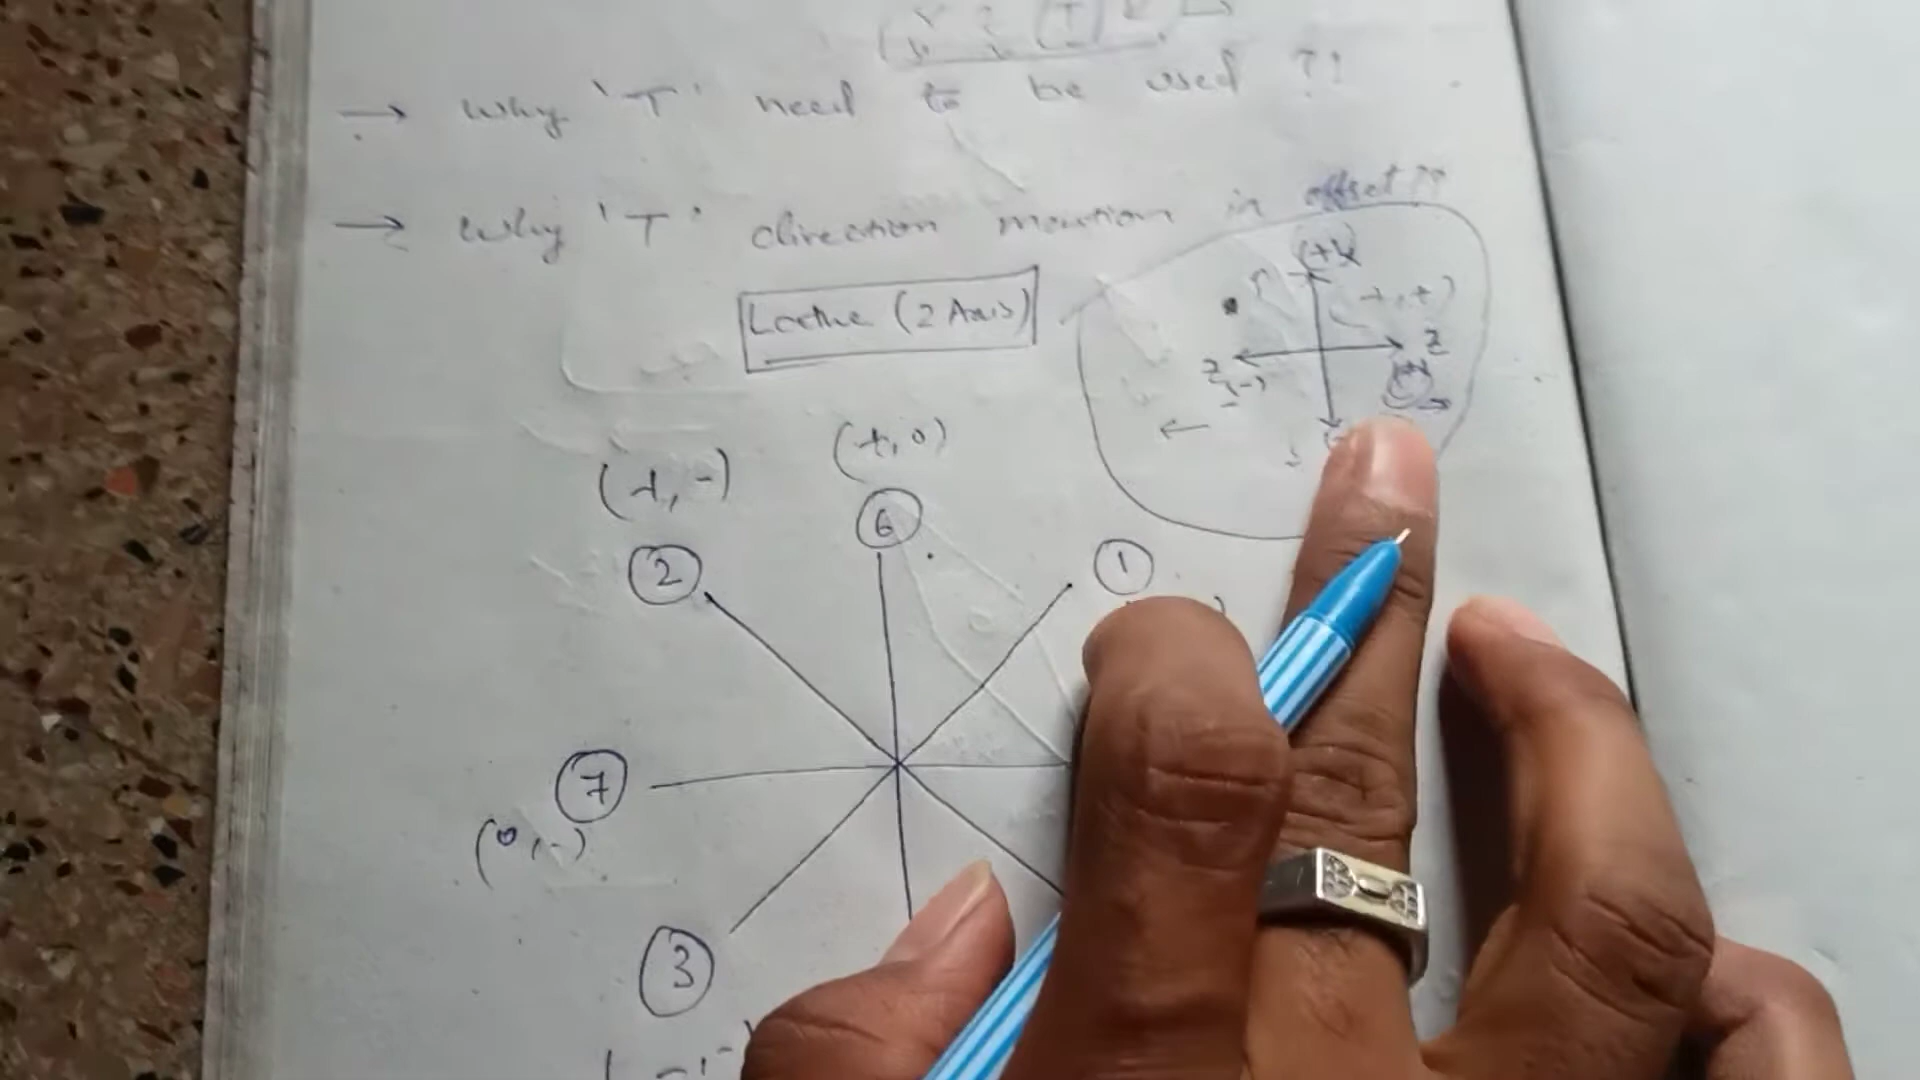 → Why 'T' need to be used ?!
→ Why 'T' direction mention in offset ??
Lathe (2 Axis)
(+X
+,+)
Z
Z
(-)
(+,0)
(+,-)
6
1
2
7
(0,-)
3